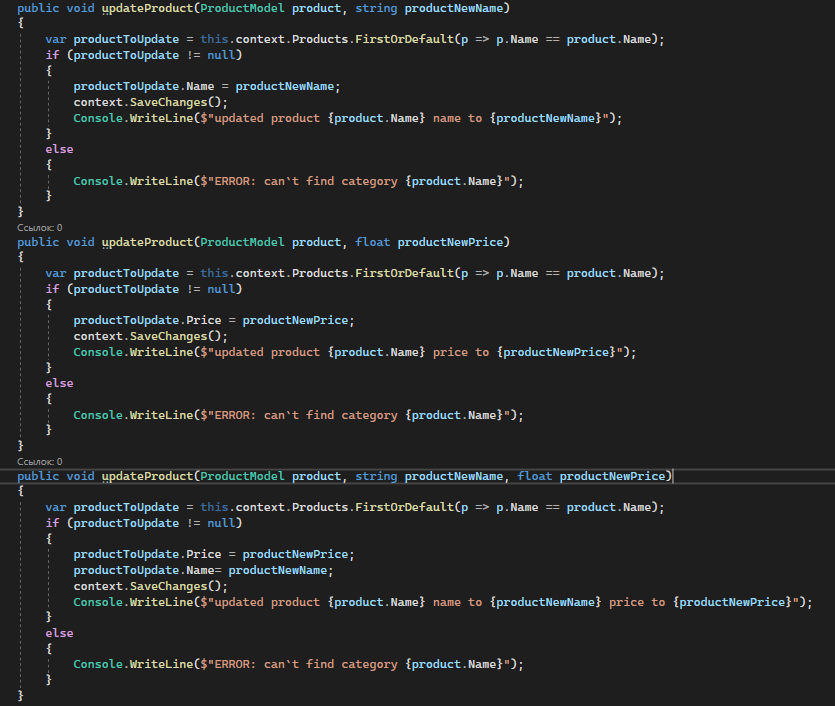 public void updateProduct(ProductModel product, string productNewName)
{
    var productToUpdate = this.context.Products.FirstOrDefault(p => p.Name == product.Name);
    if (productToUpdate != null)
    {
        productToUpdate.Name = productNewName;
        context.SaveChanges();
        Console.WriteLine($"updated product {product.Name} name to {productNewName}");
    }
    else
    {
        Console.WriteLine($"ERROR: can`t find category {product.Name}");
    }
}
Ссылок: 0
public void updateProduct(ProductModel product, float productNewPrice)
{
    var productToUpdate = this.context.Products.FirstOrDefault(p => p.Name == product.Name);
    if (productToUpdate != null)
    {
        productToUpdate.Price = productNewPrice;
        context.SaveChanges();
        Console.WriteLine($"updated product {product.Name} price to {productNewPrice}");
    }
    else
    {
        Console.WriteLine($"ERROR: can`t find category {product.Name}");
    }
}
Ссылок: 0
public void updateProduct(ProductModel product, string productNewName, float productNewPrice)
{
    var productToUpdate = this.context.Products.FirstOrDefault(p => p.Name == product.Name);
    if (productToUpdate != null)
    {
        productToUpdate.Price = productNewPrice;
        productToUpdate.Name= productNewName;
        context.SaveChanges();
        Console.WriteLine($"updated product {product.Name} name to {productNewName} price to {productNewPrice}");
    }
    else
    {
        Console.WriteLine($"ERROR: can`t find category {product.Name}");
    }
}